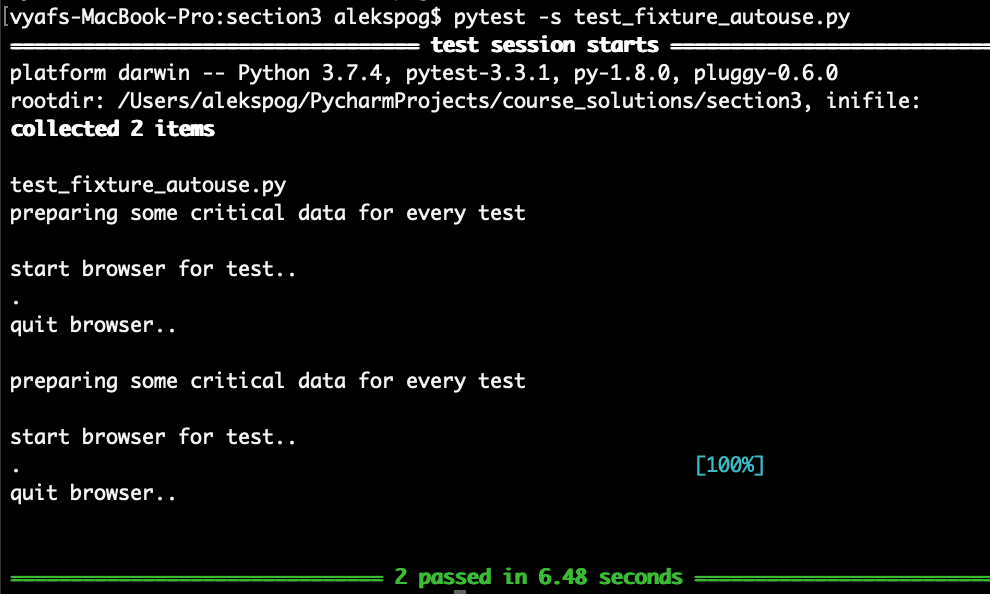 [vyafs-MacBook-Pro:section3 alekspog$ pytest -s test_fixture_autouse.py
================================== test session starts ==========================
platform darwin -- Python 3.7.4, pytest-3.3.1, py-1.8.0, pluggy-0.6.0
rootdir: /Users/alekspog/PycharmProjects/course_solutions/section3, inifile:
collected 2 items
test_fixture_autouse.py
preparing some critical data for every test
start browser for test..
.
quit browser..
preparing some critical data for every test
start browser for test..
. [100%]
quit browser..
=============================== 2 passed in 6.48 seconds =========================